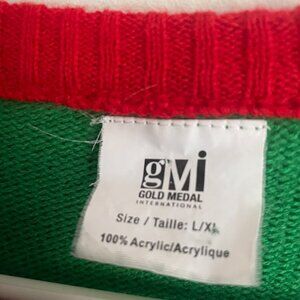 gMi
GOLD MEDAL
INTERNATIONAL
Size / Taille: L/XL
100% Acrylic/Acrylique